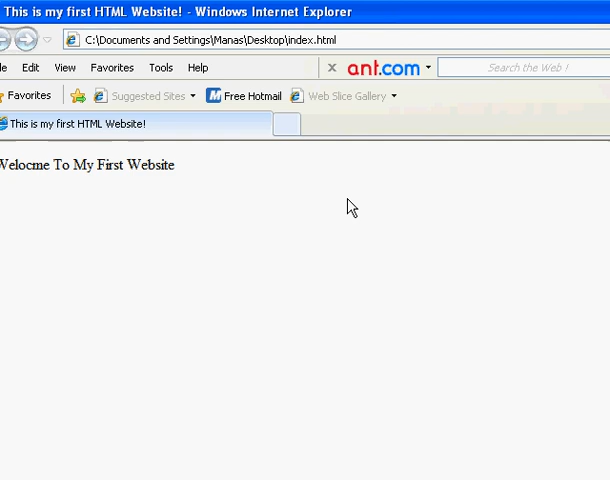 This is my first HTML Website! - Windows Internet Explorer
C:\Documents and Settings\Manas\Desktop\index.html
Edit View Favorites Tools Help ant.com Search the Web !
Favorites Suggested Sites Free Hotmail Web Slice Gallery
This is my first HTML Website!
Velocme To My First Website